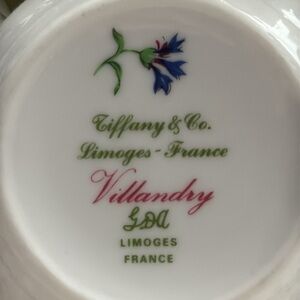 Tiffany & Co.
Limoges - France
Villandry
GDA
LIMOGES
FRANCE